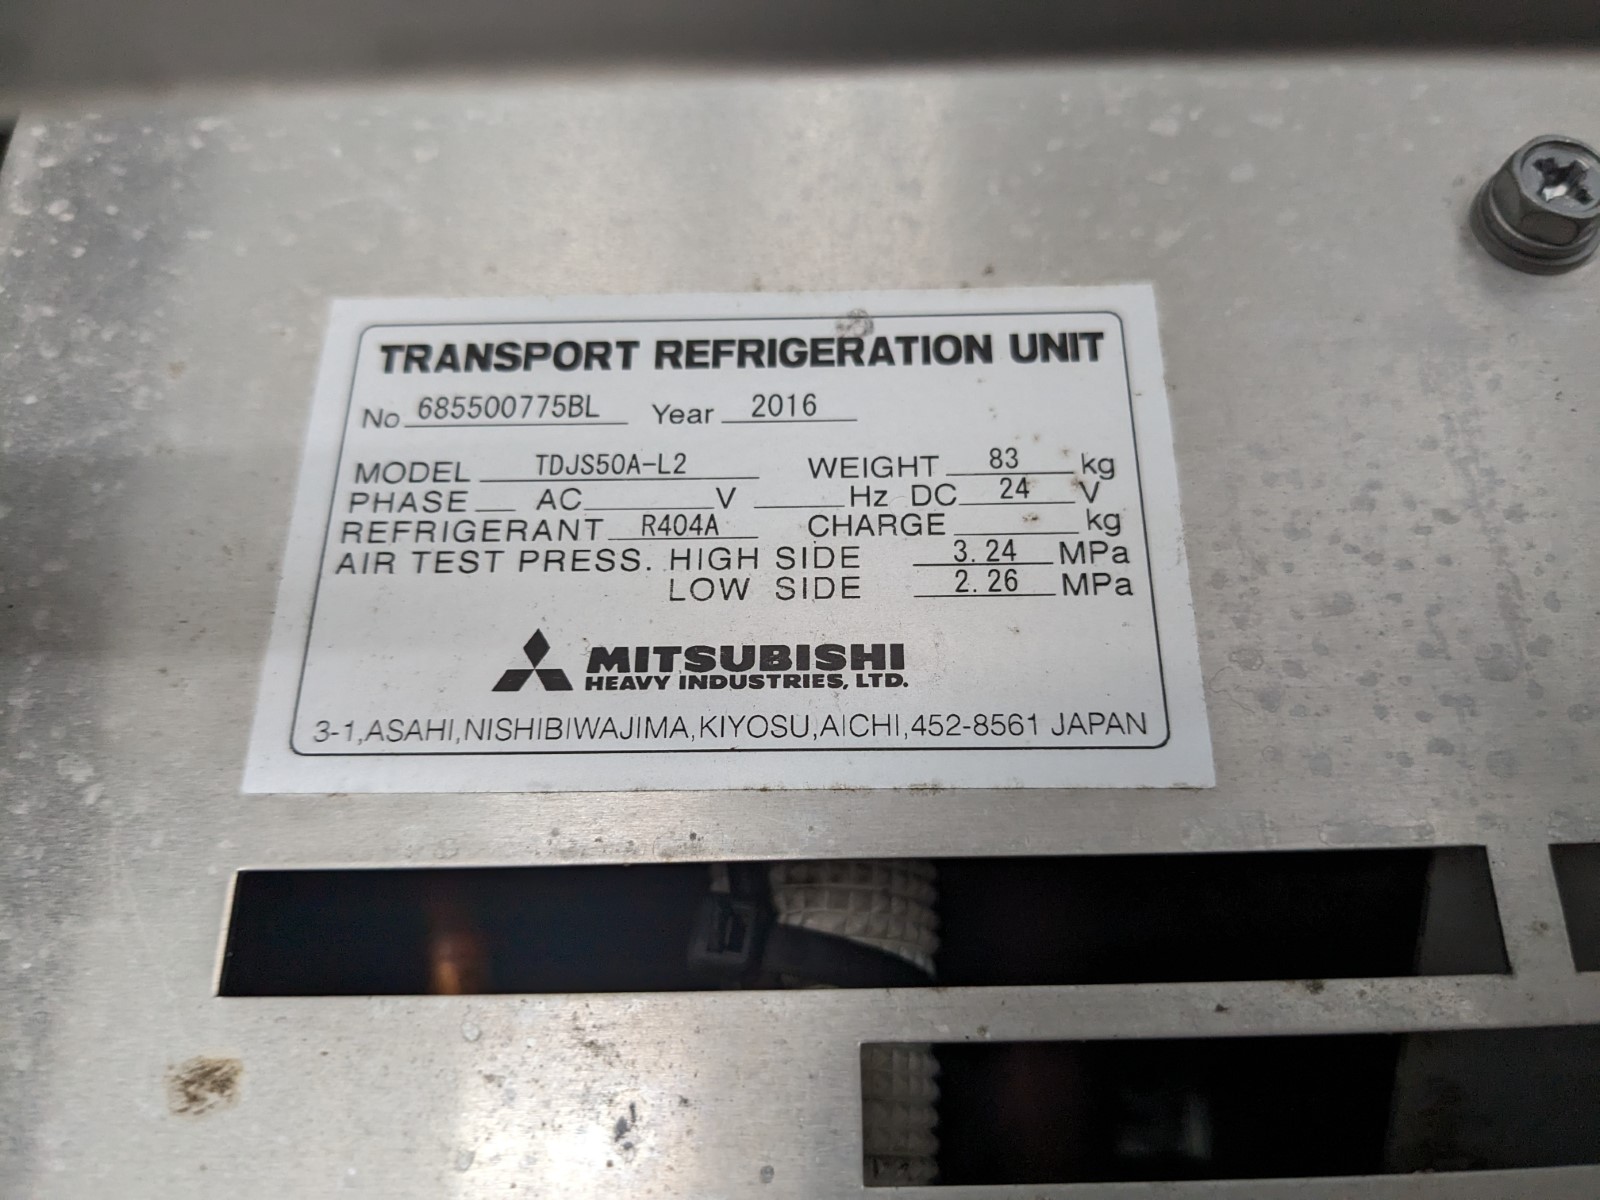 TRANSPORT REFRIGERATION UNIT
No 685500775BL Year 2016
MODEL TDJS50A-L2 WEIGHT 83 kg
PHASE AC V Hz DC 24 V
REFRIGERANT R404A CHARGE kg
AIR TEST PRESS. HIGH SIDE 3.24 MPa
LOW SIDE 2.26 MPa
MITSUBISHI
HEAVY INDUSTRIES, LTD.
3-1,ASAHI,NISHIBIWAJIMA,KIYOSU,AICHI,452-8561 JAPAN